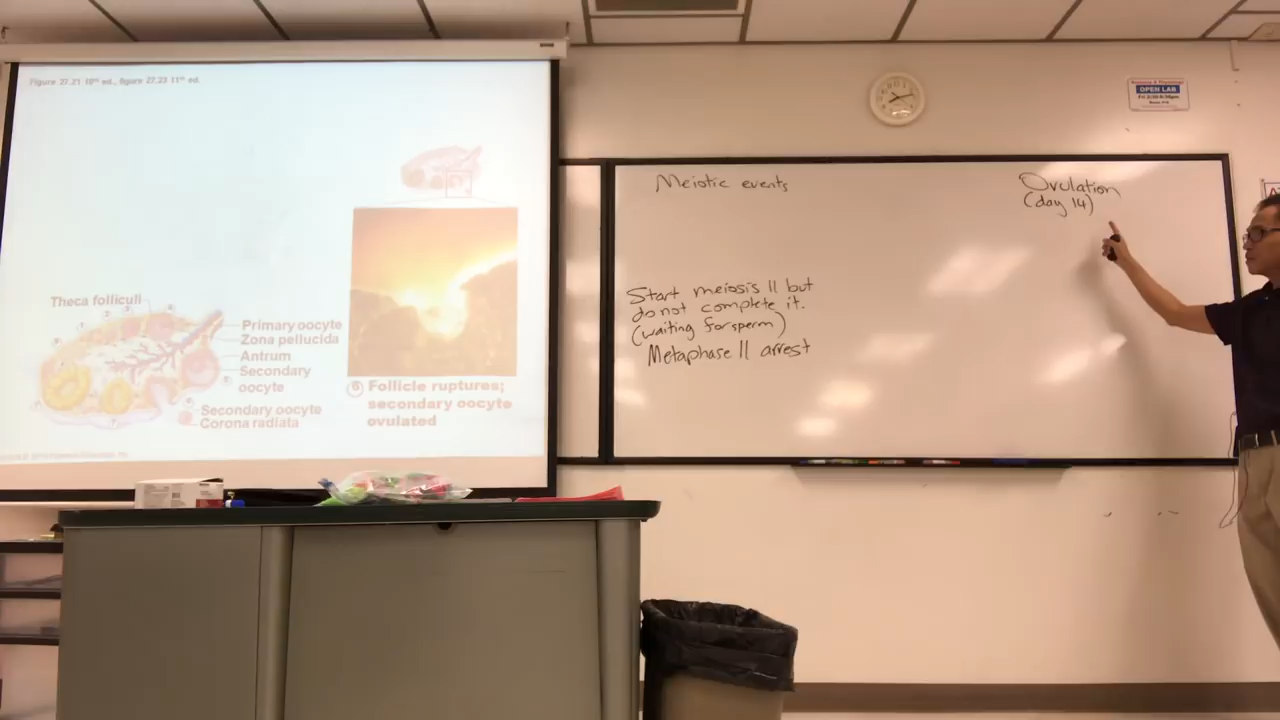 Figure 27.21 10th ed., figure 27.23 11th ed.
Theca folliculi
Primary oocyte
Zona pellucida
Antrum
Secondary
oocyte
Secondary oocyte
Corona radiata
6 Follicle ruptures;
secondary oocyte
ovulated
Meiotic events
Start meiosis II but
do not complete it.
(waiting for sperm)
Metaphase II arrest
Ovulation
(day 14)
OPEN LAB